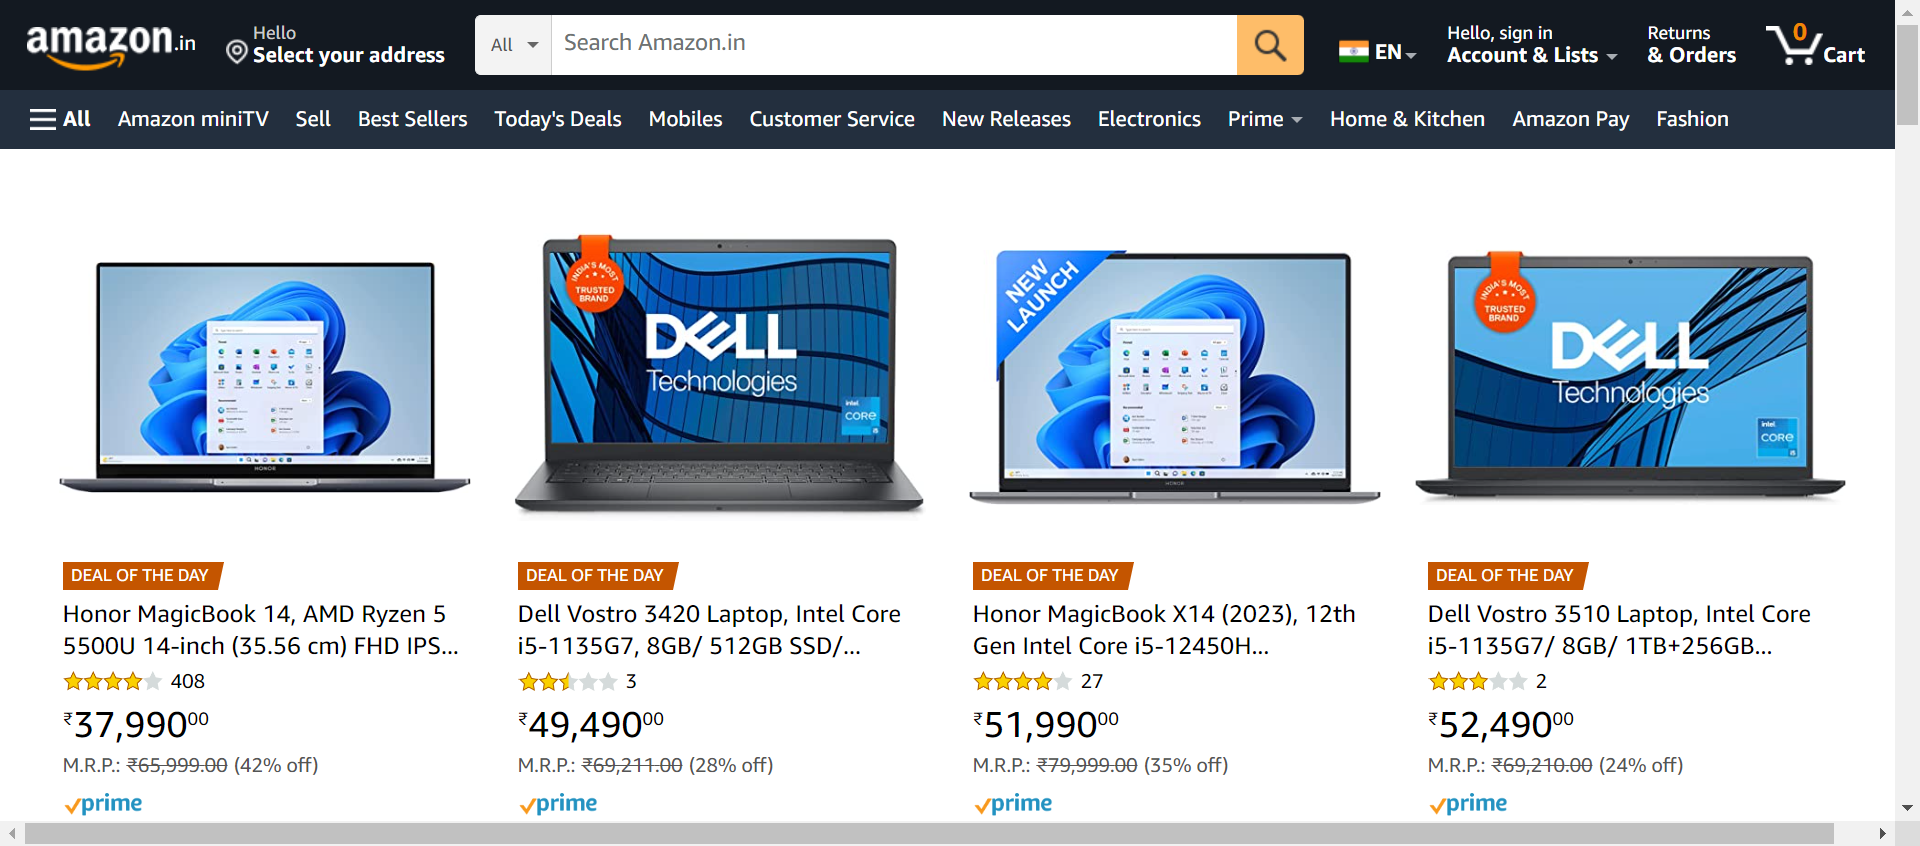 amazon.in
Hello
Select your address
All
Search Amazon.in
EN
Hello, sign in
Account & Lists
Returns
& Orders
0
Cart
All Amazon miniTV Sell Best Sellers Today's Deals Mobiles Customer Service New Releases Electronics Prime Home & Kitchen Amazon Pay Fashion
HONOR
INDIA'S MOST
TRUSTED
BRAND
DELL
Technologies
intel
CORE
i5
NEW
LAUNCH
HONOR
INDIA'S MOST
TRUSTED
BRAND
DELL
Technologies
intel
CORE
i5
DEAL OF THE DAY
Honor MagicBook 14, AMD Ryzen 5
5500U 14-inch (35.56 cm) FHD IPS...
408
₹37,99000
M.R.P.: ₹65,999.00 (42% off)
prime
DEAL OF THE DAY
Dell Vostro 3420 Laptop, Intel Core
i5-1135G7, 8GB/ 512GB SSD/...
3
₹49,49000
M.R.P.: ₹69,211.00 (28% off)
prime
DEAL OF THE DAY
Honor MagicBook X14 (2023), 12th
Gen Intel Core i5-12450H...
27
₹51,99000
M.R.P.: ₹79,999.00 (35% off)
prime
DEAL OF THE DAY
Dell Vostro 3510 Laptop, Intel Core
i5-1135G7/ 8GB/ 1TB+256GB...
2
₹52,49000
M.R.P.: ₹69,210.00 (24% off)
prime